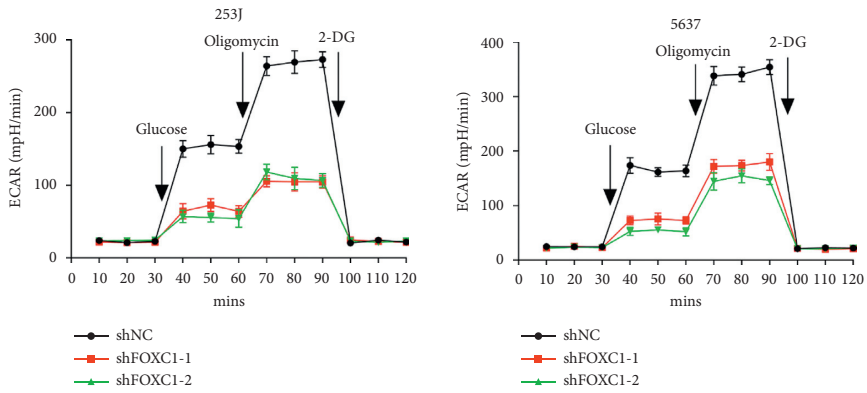 253J
Oligomycin
2-DG
Glucose
ECAR (mpH/min)
300
200
100
0
0 10 20 30 40 50 60 70 80 90 100 110 120
mins
shNC
shFOXC1-1
shFOXC1-2
5637
Oligomycin
2-DG
Glucose
ECAR (mpH/min)
400
300
200
100
0
0 10 20 30 40 50 60 70 80 90 100 110 120
mins
shNC
shFOXC1-1
shFOXC1-2